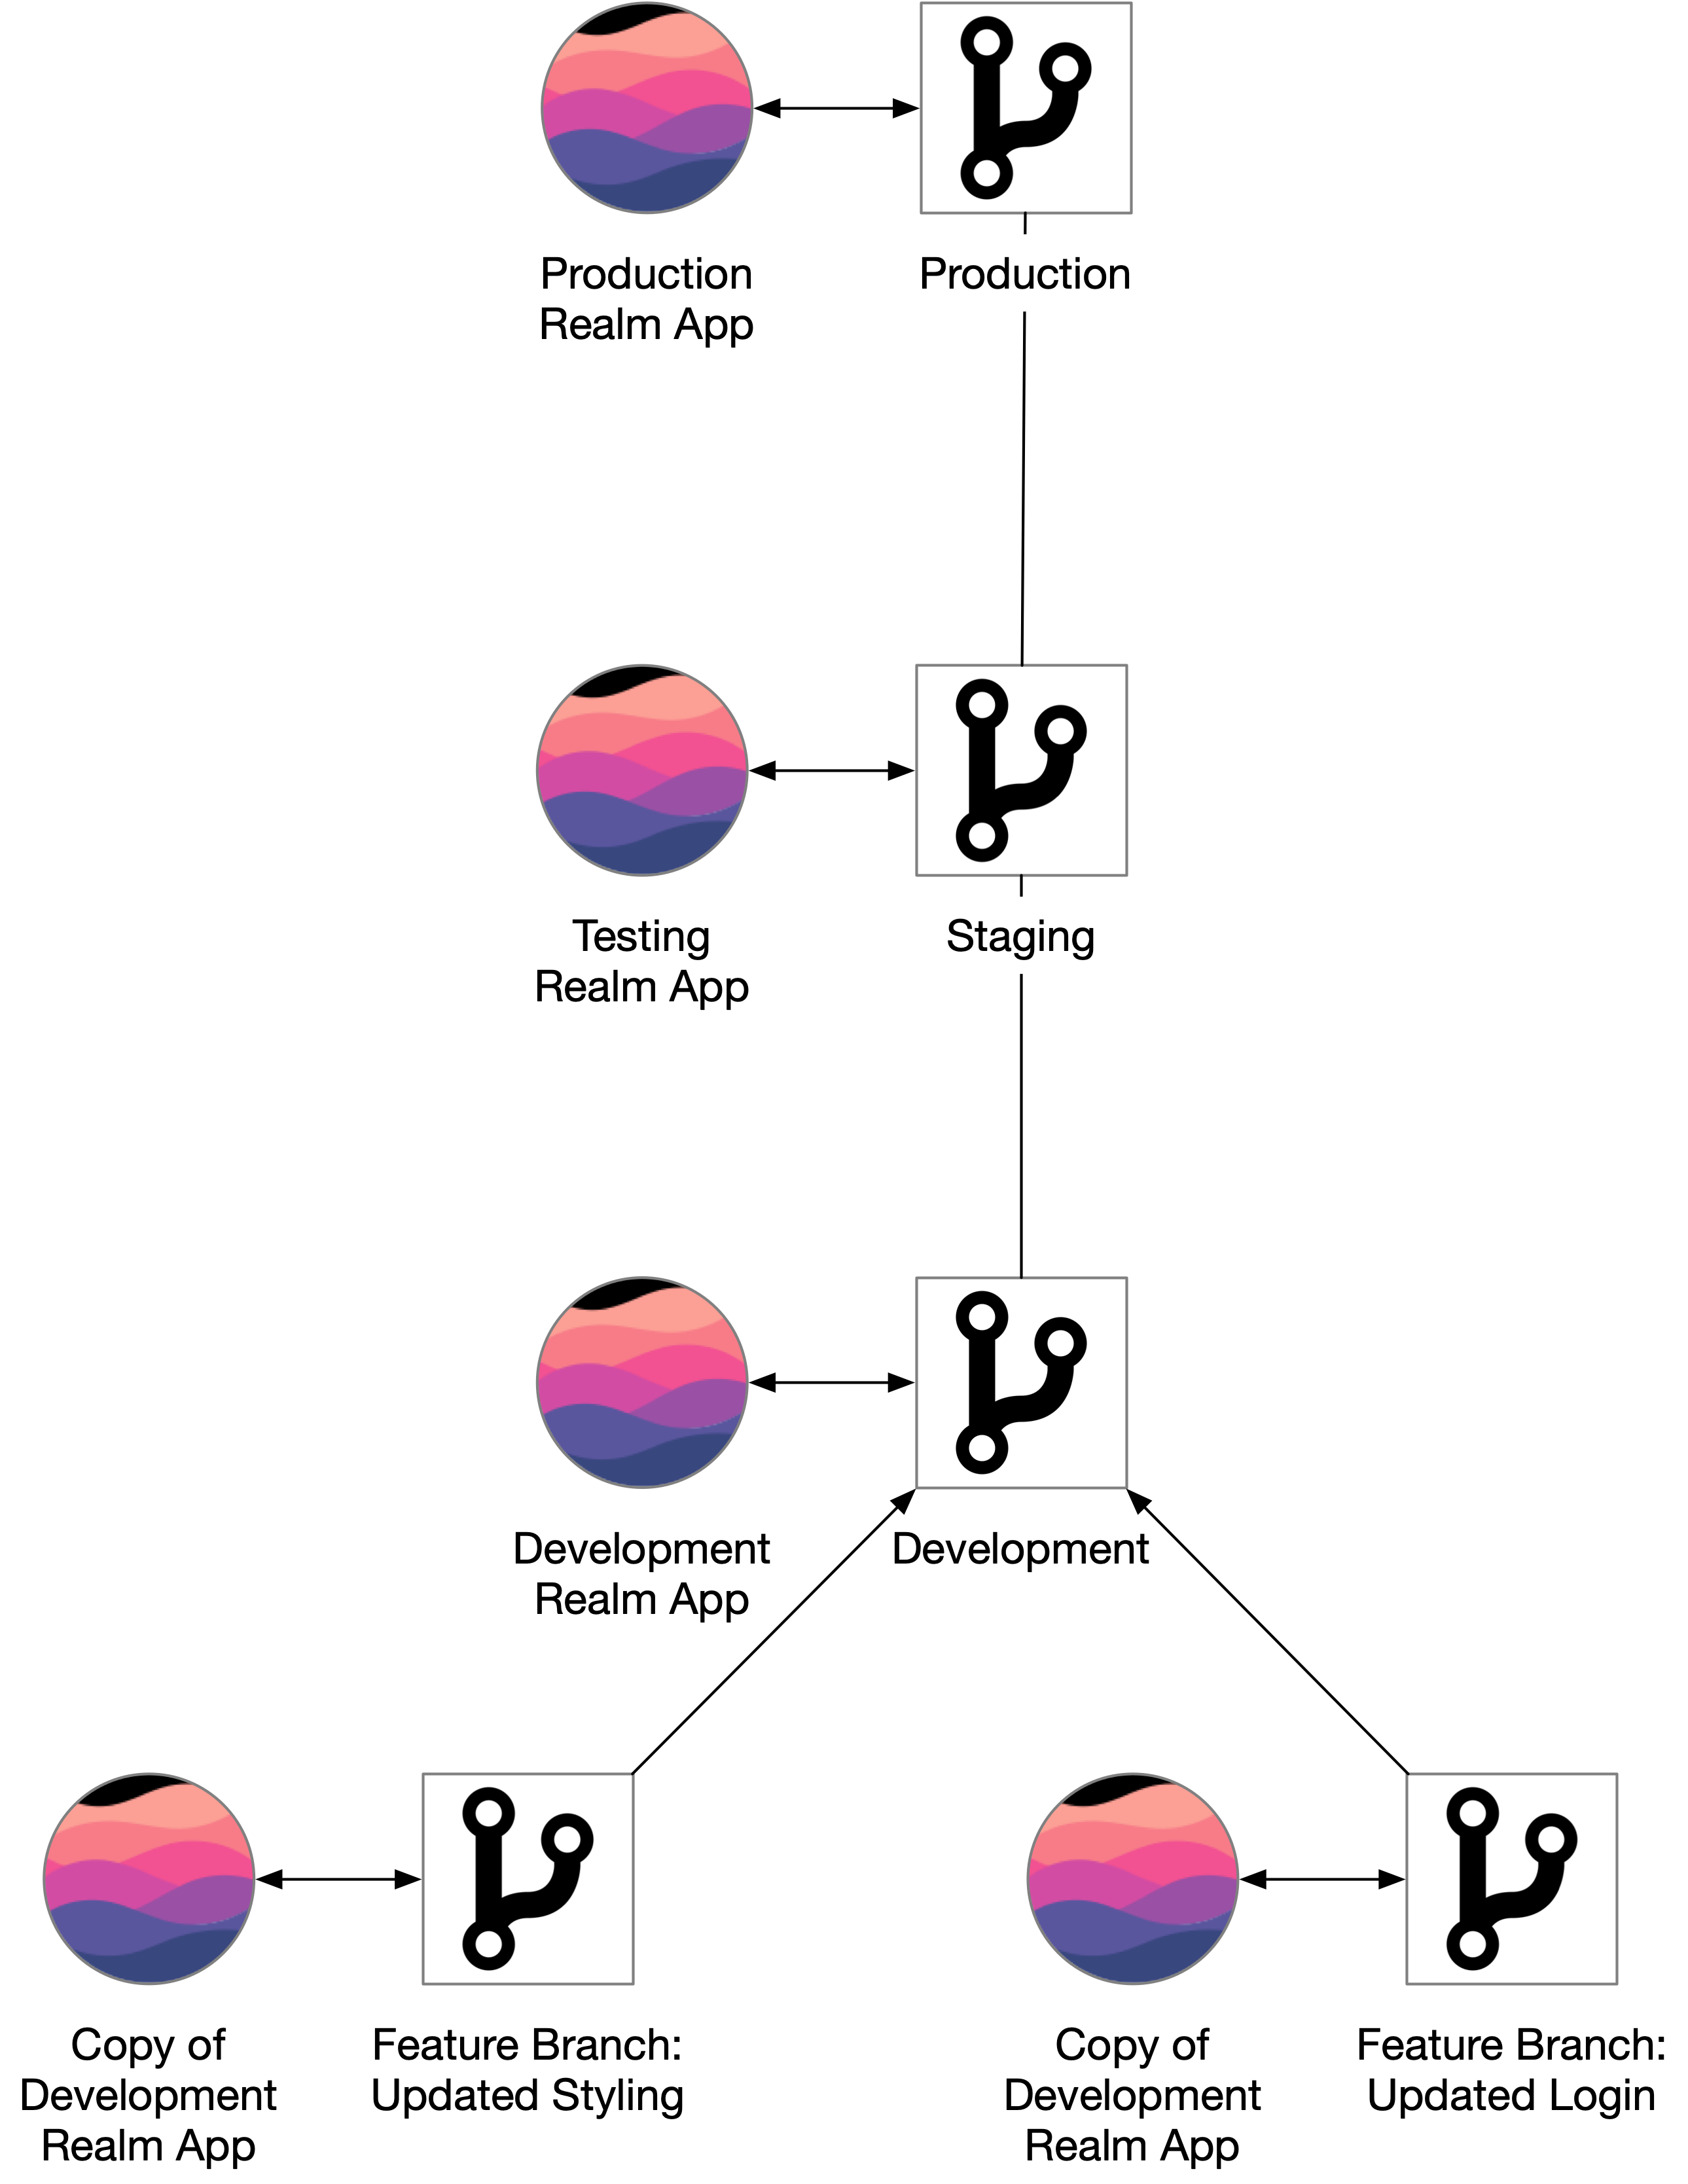 Production
Realm App
Production
Testing
Realm App
Staging
Development
Realm App
Development
Copy of
Development
Realm App
Feature Branch:
Updated Styling
Copy of
Development
Realm App
Feature Branch:
Updated Login